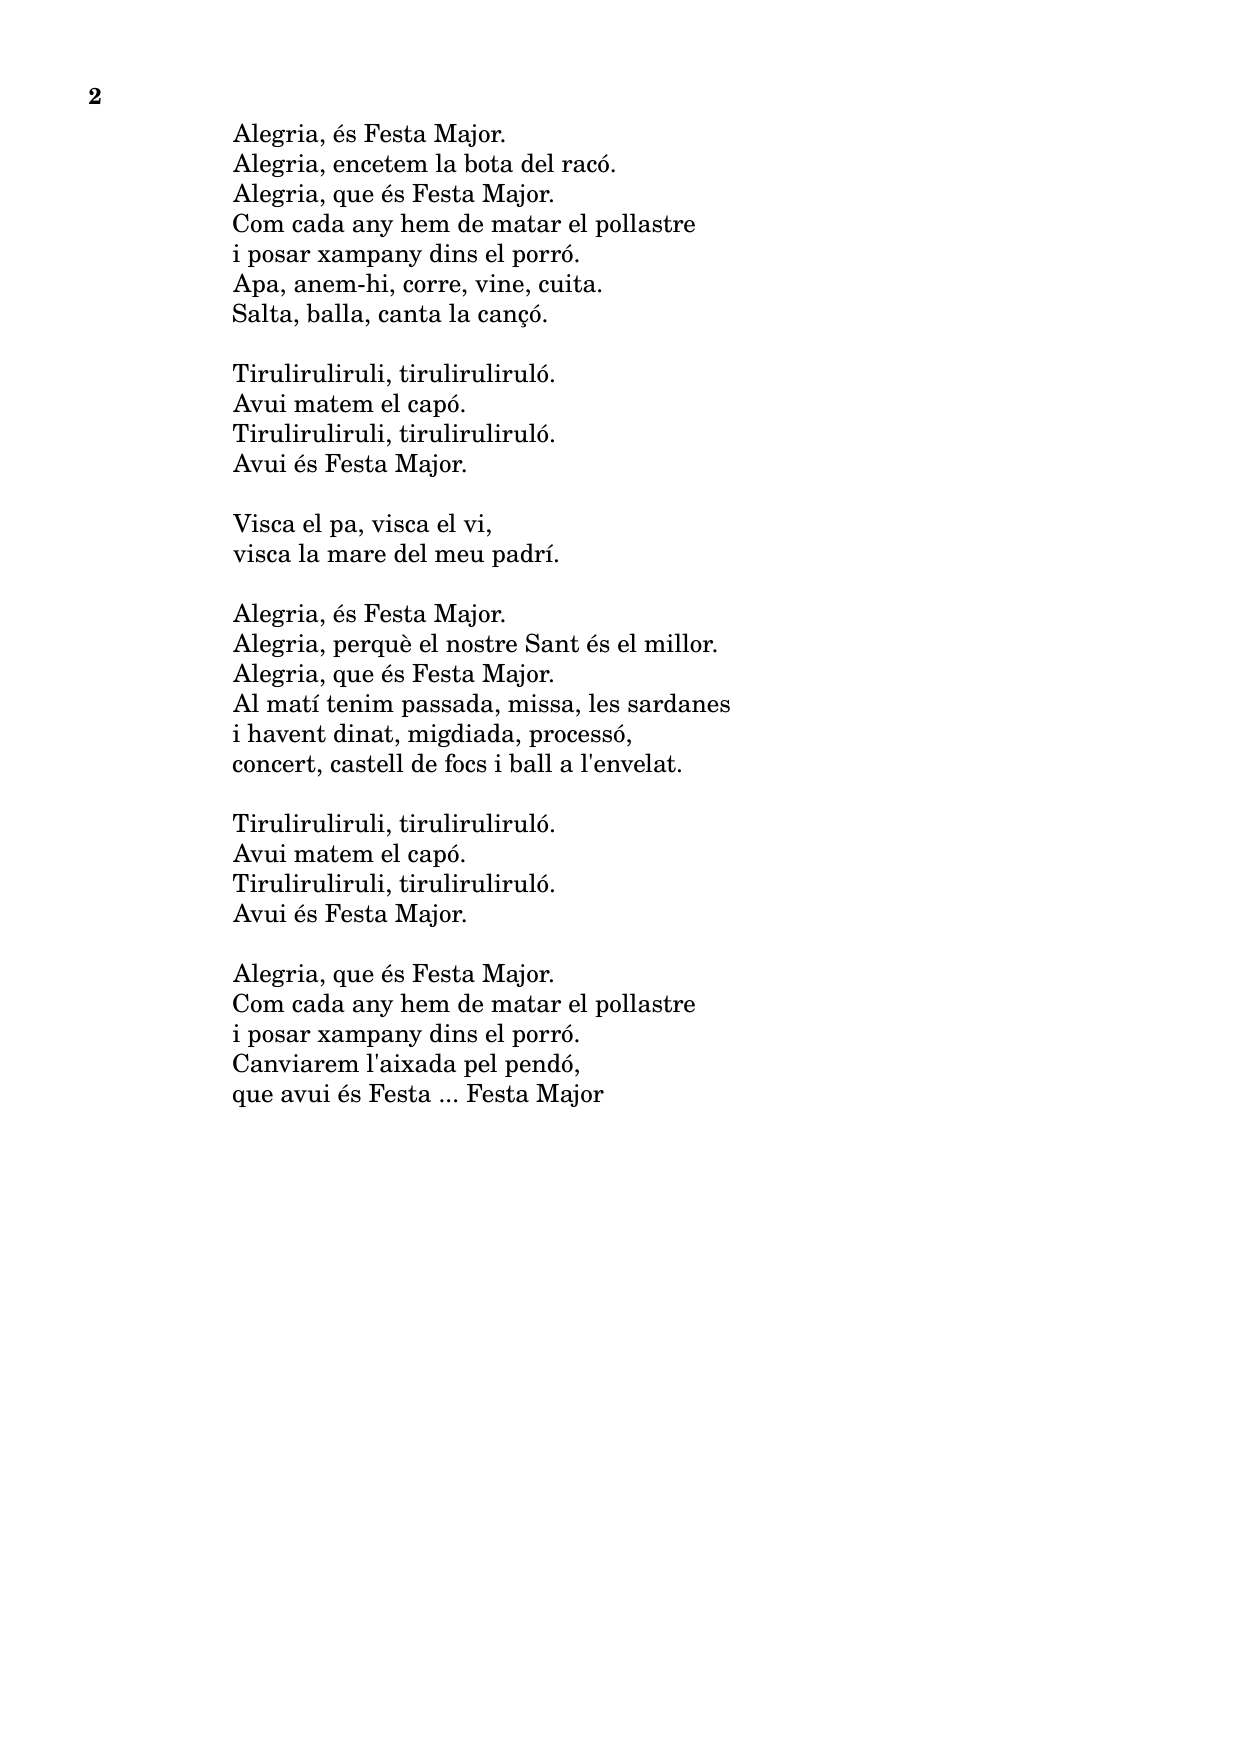 2
Alegria, és Festa Major.
Alegria, encetem la bota del racó.
Alegria, que és Festa Major.
Com cada any hem de matar el pollastre
i posar xampany dins el porró.
Apa, anem-hi, corre, vine, cuita.
Salta, balla, canta la cançó.

Tiruliruliruli, tiruliruliruló.
Avui matem el capó.
Tiruliruliruli, tiruliruliruló.
Avui és Festa Major.

Visca el pa, visca el vi,
visca la mare del meu padrí.

Alegria, és Festa Major.
Alegria, perquè el nostre Sant és el millor.
Alegria, que és Festa Major.
Al matí tenim passada, missa, les sardanes
i havent dinat, migdiada, processó,
concert, castell de focs i ball a l'envelat.

Tiruliruliruli, tiruliruliruló.
Avui matem el capó.
Tiruliruliruli, tiruliruliruló.
Avui és Festa Major.

Alegria, que és Festa Major.
Com cada any hem de matar el pollastre
i posar xampany dins el porró.
Canviarem l'aixada pel pendó,
que avui és Festa ... Festa Major